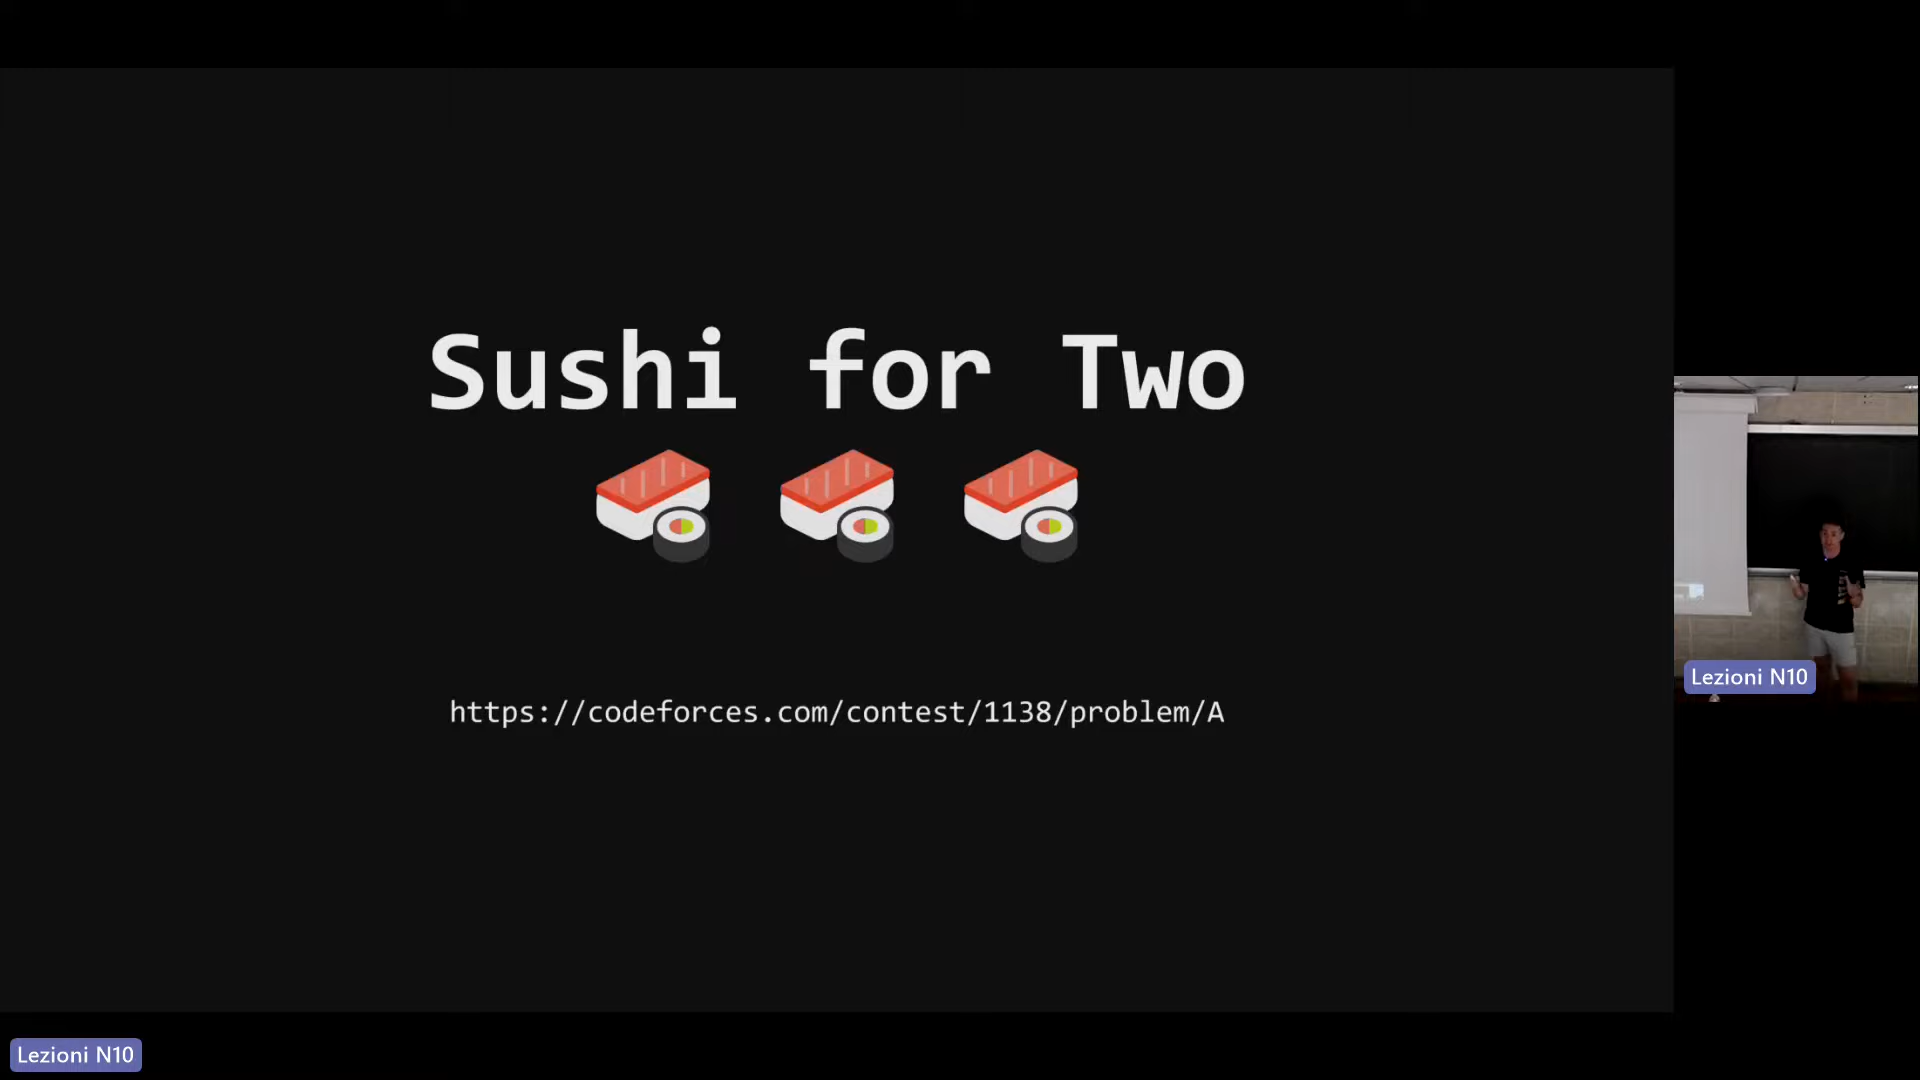 Sushi for Two
https://codeforces.com/contest/1138/problem/A
Lezioni N10
Lezioni N10